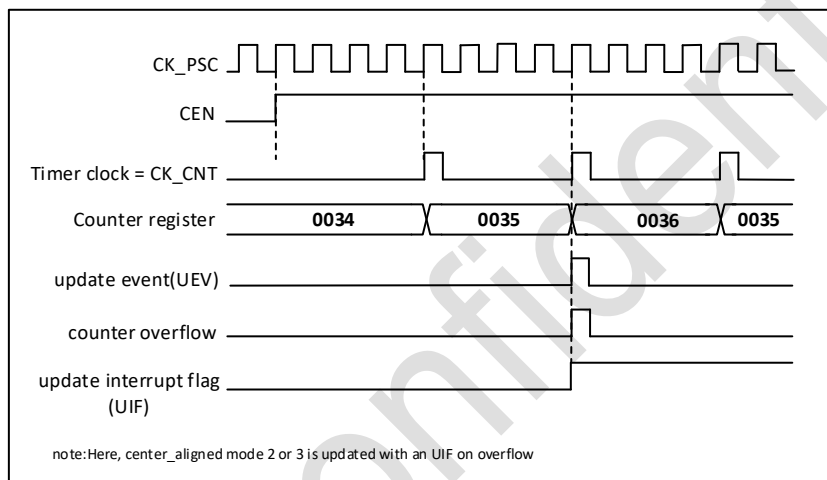 CK_PSC
CEN
Timer clock = CK_CNT
Counter register 0034 0035 0036 0035
update event(UEV)
counter overflow
update interrupt flag
(UIF)
note:Here, center_aligned mode 2 or 3 is updated with an UIF on overflow